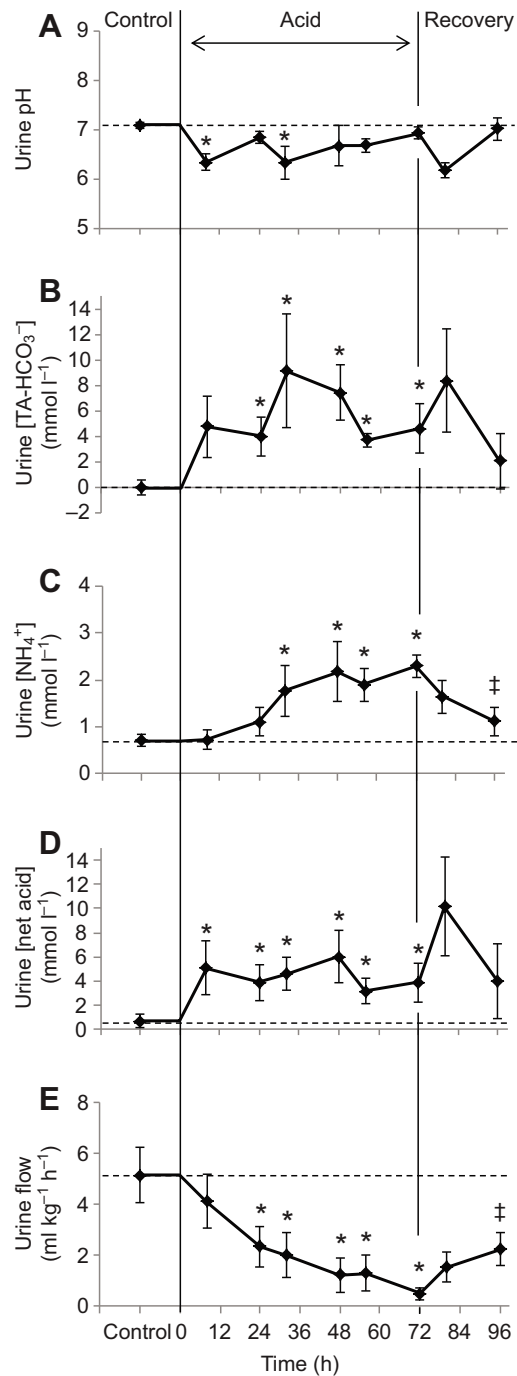 Control Acid Recovery
A
9
8
7
6
5
Urine pH
* *
B
14
12
10
8
6
4
2
0
–2
Urine [TA-HCO₃⁻]
(mmol l⁻¹)
* * * * *
C
4
3
2
1
0
Urine [NH₄⁺]
(mmol l⁻¹)
* * * * ‡
D
14
12
10
8
6
4
2
0
Urine [net acid]
(mmol l⁻¹)
* * * * * *
E
8
6
4
2
0
Urine flow
(ml kg⁻¹ h⁻¹)
* * * * * ‡
Control 0 12 24 36 48 60 72 84 96
Time (h)